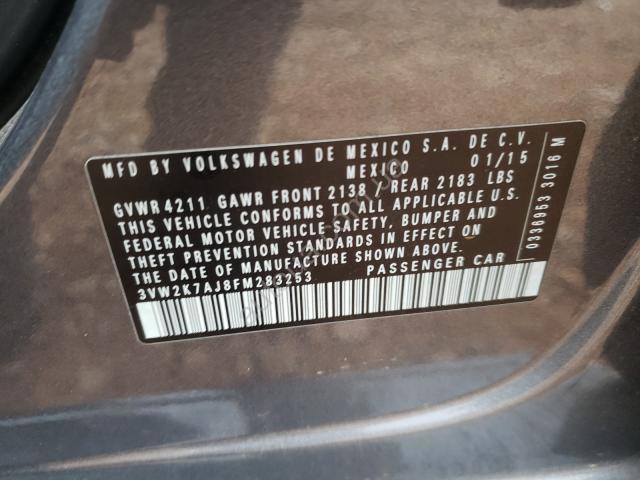 MFD BY VOLKSWAGEN DE MEXICO S.A. DE C.V.
MEXICO 01/15
GVWR 4211 GAWR FRONT 2138 / REAR 2183 LBS
THIS VEHICLE CONFORMS TO ALL APPLICABLE U.S.
FEDERAL MOTOR VEHICLE SAFETY, BUMPER AND
THEFT PREVENTION STANDARDS IN EFFECT ON
THE DATE OF MANUFACTURE SHOWN ABOVE.
3VW2K7AJ8FM283253 PASSENGER CAR
0336953 3016 M